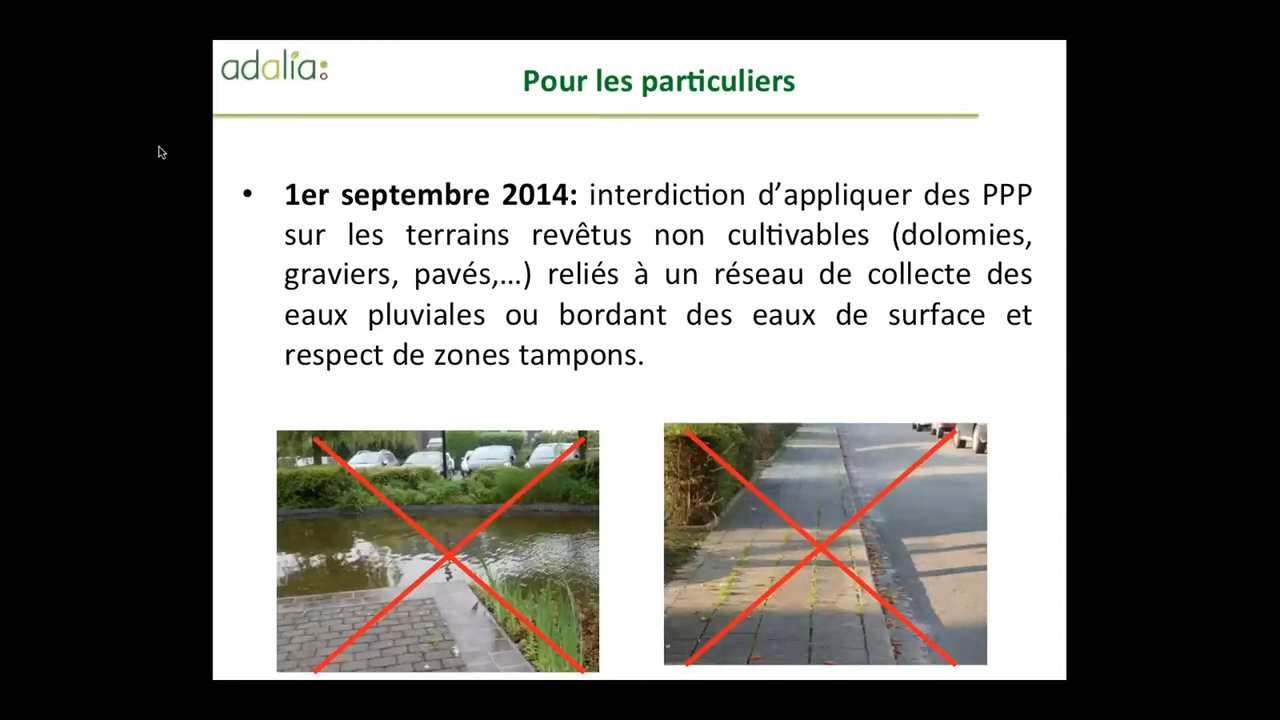 adalia
Pour les particuliers
• 1er septembre 2014: interdiction d’appliquer des PPP
sur les terrains revêtus non cultivables (dolomies,
graviers, pavés,...) reliés à un réseau de collecte des
eaux pluviales ou bordant des eaux de surface et
respect de zones tampons.